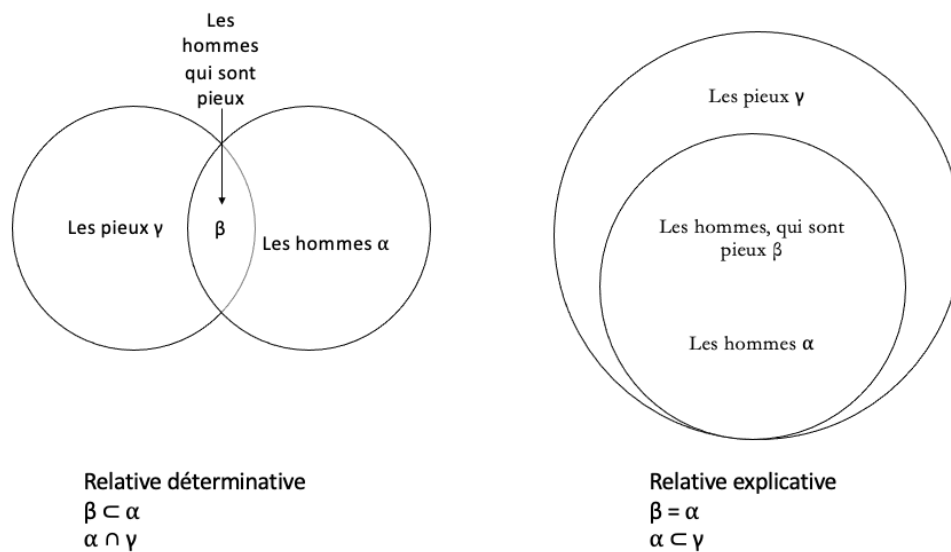 Les
hommes
qui sont
pieux
Les pieux γ
β
Les hommes α
Relative déterminative
β ⊂ α
α ∩ γ
Les pieux γ
Les hommes, qui sont
pieux β
Les hommes α
Relative explicative
β = α
α ⊂ γ